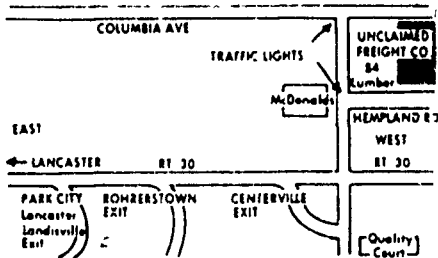 COLUMBIA AVE
UNCLAIMED
FREIGHT CO
TRAFFIC LIGHTS
84
Lumber
McDonalds
HEMPLAND RD
EAST
WEST
LANCASTER
RT 30
RT 30
PARK CITY
Lancaster
Landisville
Exit
ROHRERSTOWN
EXIT
CENTERVILLE
EXIT
Quality
Court